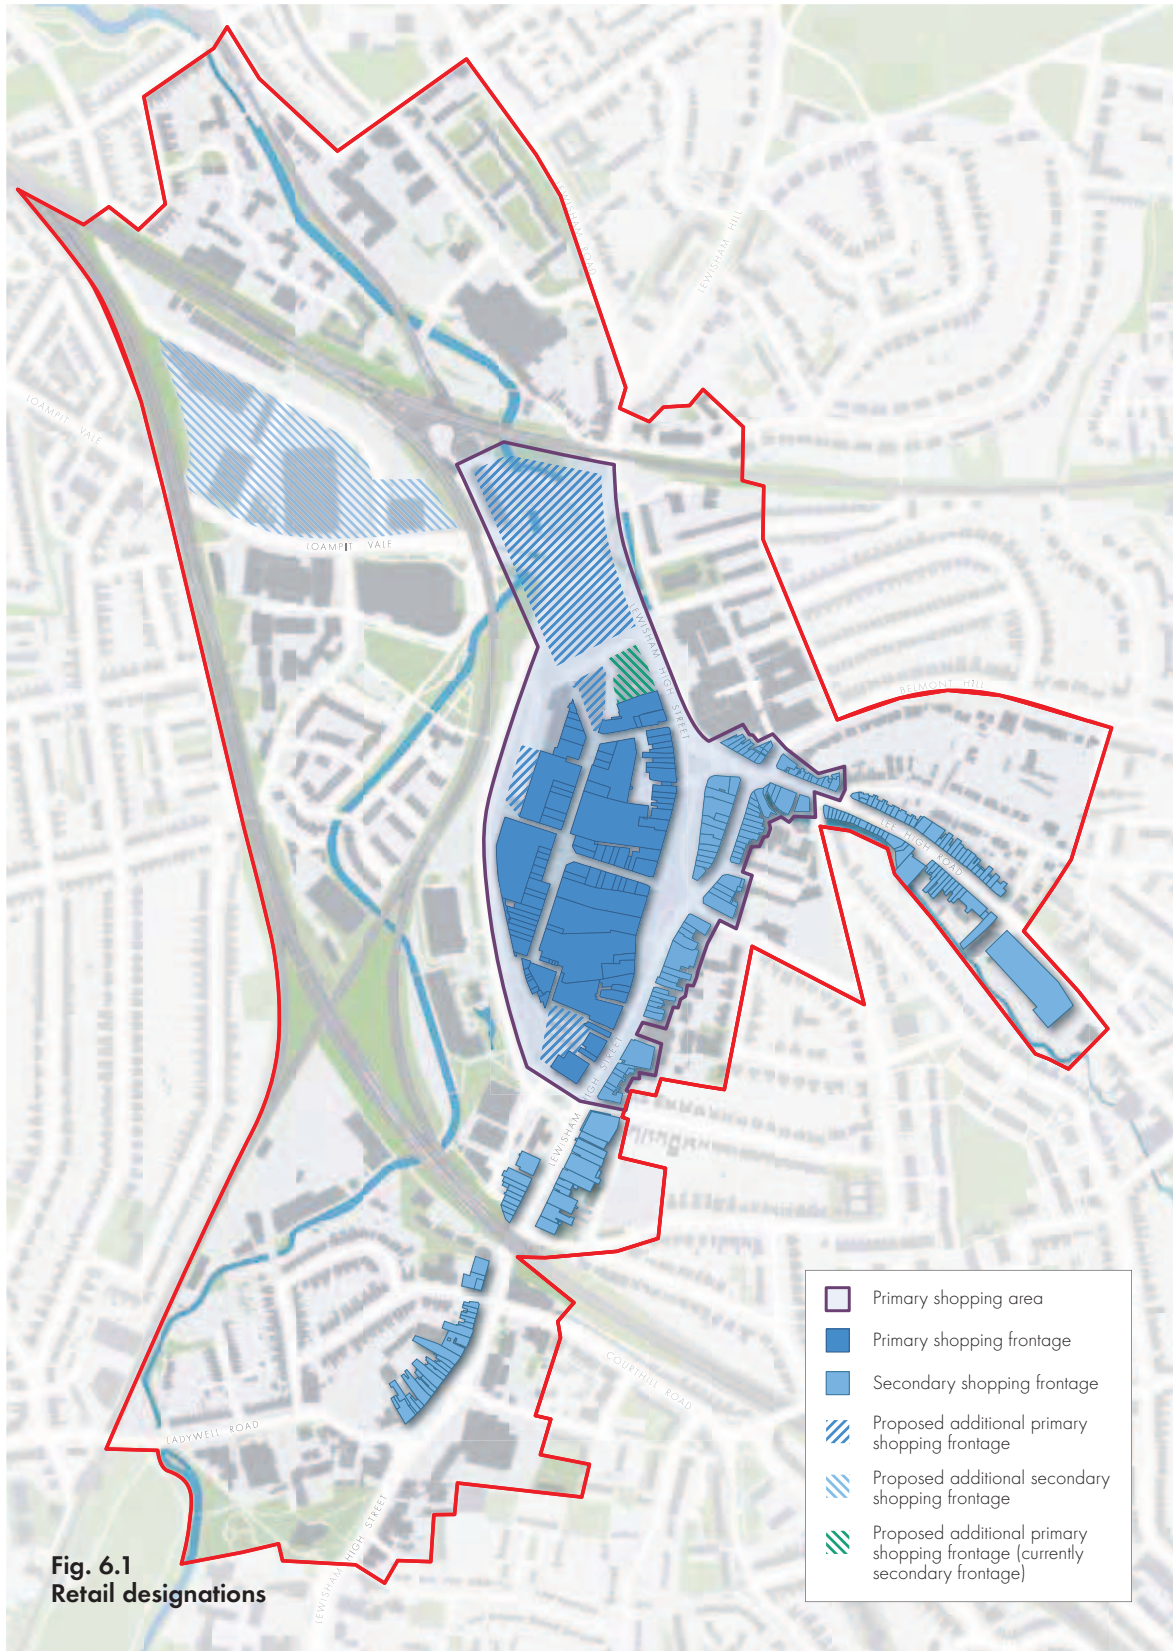 LEWISHAM ROAD
LEWISHAM HILL
LOAMPIT VALE
LOAMPIT VALE
LEWISHAM HIGH STREET
BELMONT HILL
LEE HIGH ROAD
LEWISHAM HIGH STREET
COURTHILL ROAD
LADYWELL ROAD
LEWISHAM HIGH STREET
Primary shopping area
Primary shopping frontage
Secondary shopping frontage
Proposed additional primary
shopping frontage
Proposed additional secondary
shopping frontage
Proposed additional primary
shopping frontage (currently
secondary frontage)
Fig. 6.1
Retail designations